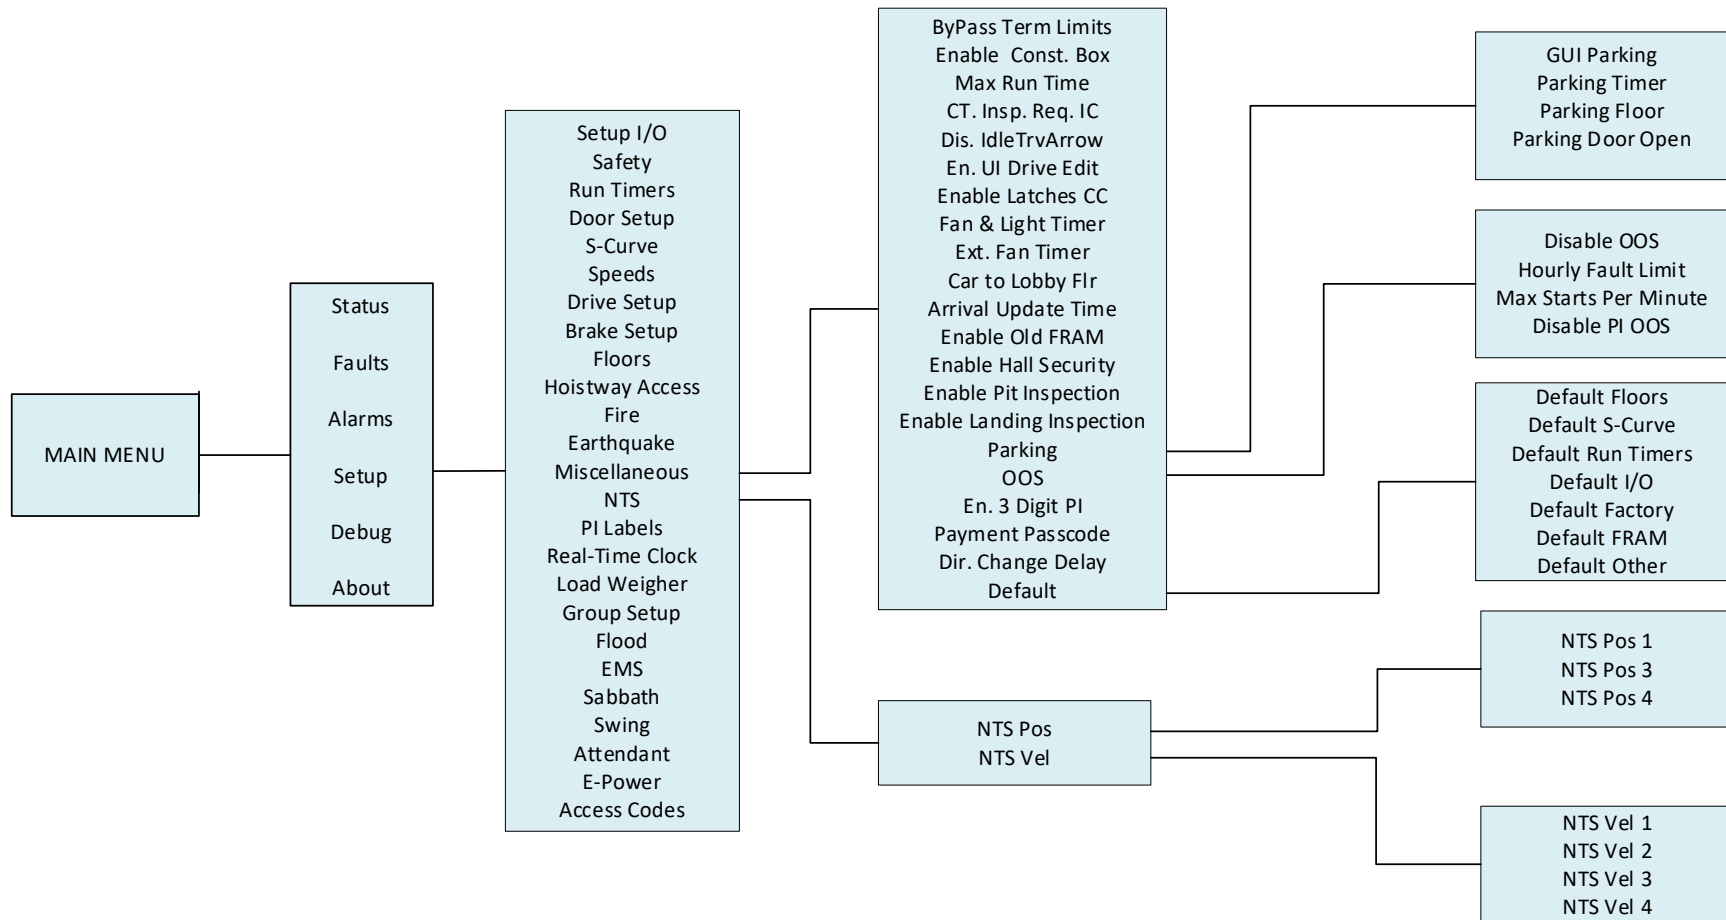 MAIN MENU
Status
Faults
Alarms
Setup
Debug
About
Setup I/O
Safety
Run Timers
Door Setup
S-Curve
Speeds
Drive Setup
Brake Setup
Floors
Hoistway Access
Fire
Earthquake
Miscellaneous
NTS
PI Labels
Real-Time Clock
Load Weigher
Group Setup
Flood
EMS
Sabbath
Swing
Attendant
E-Power
Access Codes
ByPass Term Limits
Enable Const. Box
Max Run Time
CT. Insp. Req. IC
Dis. IdleTrvArrow
En. UI Drive Edit
Enable Latches CC
Fan & Light Timer
Ext. Fan Timer
Car to Lobby Flr
Arrival Update Time
Enable Old FRAM
Enable Hall Security
Enable Pit Inspection
Enable Landing Inspection
Parking
OOS
En. 3 Digit PI
Payment Passcode
Dir. Change Delay
Default
NTS Pos
NTS Vel
GUI Parking
Parking Timer
Parking Floor
Parking Door Open
Disable OOS
Hourly Fault Limit
Max Starts Per Minute
Disable PI OOS
Default Floors
Default S-Curve
Default Run Timers
Default I/O
Default Factory
Default FRAM
Default Other
NTS Pos 1
NTS Pos 3
NTS Pos 4
NTS Vel 1
NTS Vel 2
NTS Vel 3
NTS Vel 4